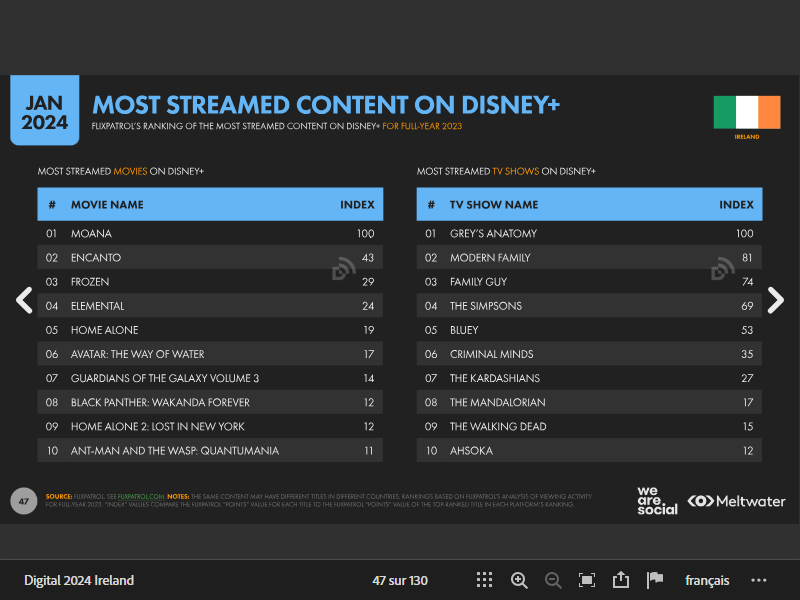 JAN
2024
MOST STREAMED CONTENT ON DISNEY+
FLIXPATROL'S RANKING OF THE MOST STREAMED CONTENT ON DISNEY+ FOR FULL-YEAR 2023
IRELAND
MOST STREAMED MOVIES ON DISNEY+
# MOVIE NAME INDEX
01 MOANA 100
02 ENCANTO 43
03 FROZEN 29
04 ELEMENTAL 24
05 HOME ALONE 19
06 AVATAR: THE WAY OF WATER 17
07 GUARDIANS OF THE GALAXY VOLUME 3 14
08 BLACK PANTHER: WAKANDA FOREVER 12
09 HOME ALONE 2: LOST IN NEW YORK 12
10 ANT-MAN AND THE WASP: QUANTUMANIA 11
MOST STREAMED TV SHOWS ON DISNEY+
# TV SHOW NAME INDEX
01 GREY'S ANATOMY 100
02 MODERN FAMILY 81
03 FAMILY GUY 74
04 THE SIMPSONS 69
05 BLUEY 53
06 CRIMINAL MINDS 35
07 THE KARDASHIANS 27
08 THE MANDALORIAN 17
09 THE WALKING DEAD 15
10 AHSOKA 12
47
SOURCE: FLIXPATROL. SEE FLIXPATROL.COM. NOTES: THE SAME CONTENT MAY HAVE DIFFERENT TITLES IN DIFFERENT COUNTRIES. RANKINGS BASED ON FLIXPATROL'S ANALYSIS OF VIEWING ACTIVITY
FOR FULL-YEAR 2023. "INDEX" VALUES COMPARE THE FLIXPATROL "POINTS" VALUE FOR EACH TITLE TO THE FLIXPATROL "POINTS" VALUE OF THE TOP-RANKED TITLE IN EACH PLATFORM'S RANKING.
we
are
social
Meltwater
Digital 2024 Ireland
47 sur 130
français